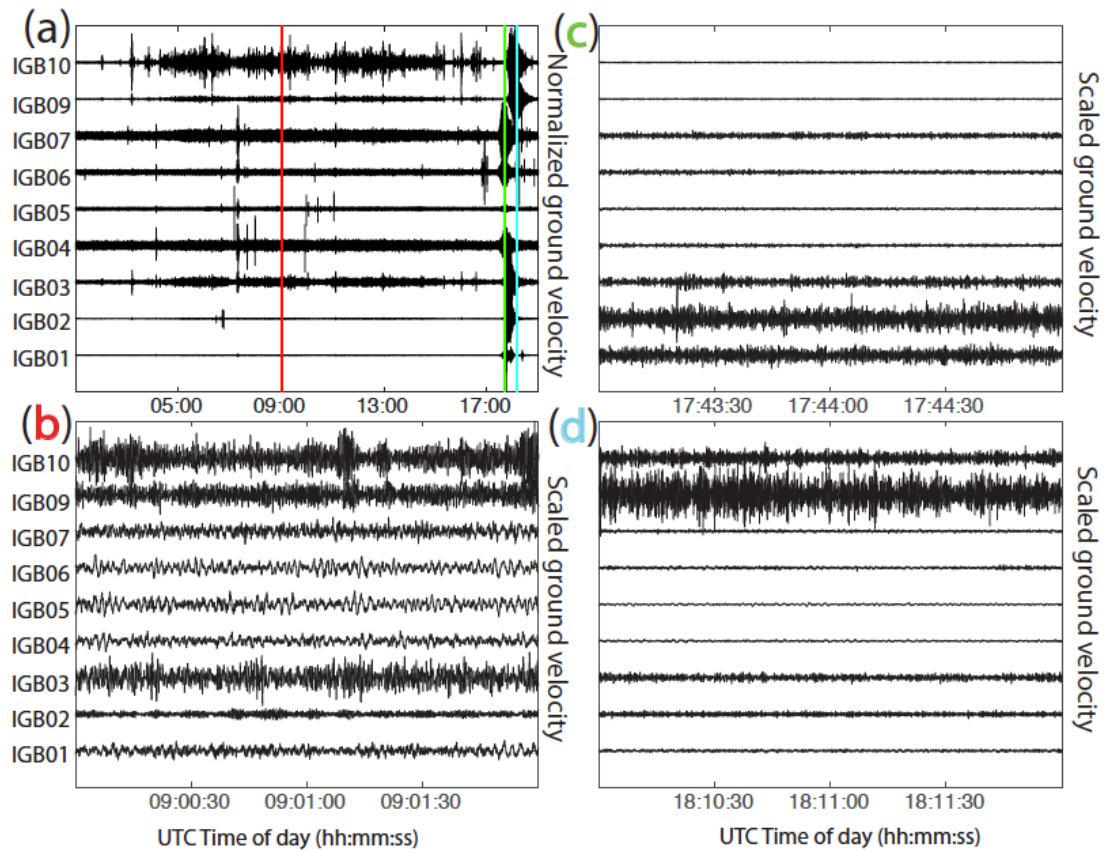 (a)
IGB10
IGB09
IGB07
IGB06
IGB05
IGB04
IGB03
IGB02
IGB01
05:00 09:00 13:00 17:00
Normalized ground velocity
(c)
17:43:30 17:44:00 17:44:30
Scaled ground velocity
(b)
IGB10
IGB09
IGB07
IGB06
IGB05
IGB04
IGB03
IGB02
IGB01
09:00:30 09:01:00 09:01:30
UTC Time of day (hh:mm:ss)
Scaled ground velocity
(d)
18:10:30 18:11:00 18:11:30
UTC Time of day (hh:mm:ss)
Scaled ground velocity